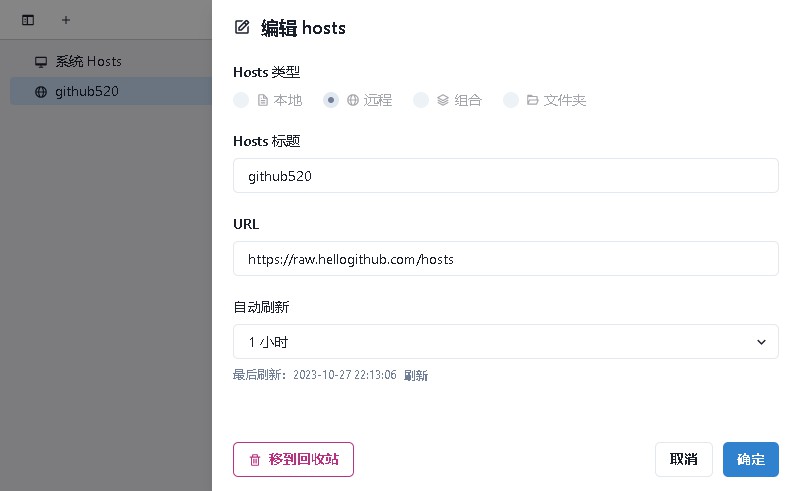 系统 Hosts
github520
编辑 hosts
Hosts 类型
本地 远程 组合 文件夹
Hosts 标题
github520
URL
https://raw.hellogithub.com/hosts
自动刷新
1 小时
最后刷新：2023-10-27 22:13:06 刷新
移到回收站 取消 确定